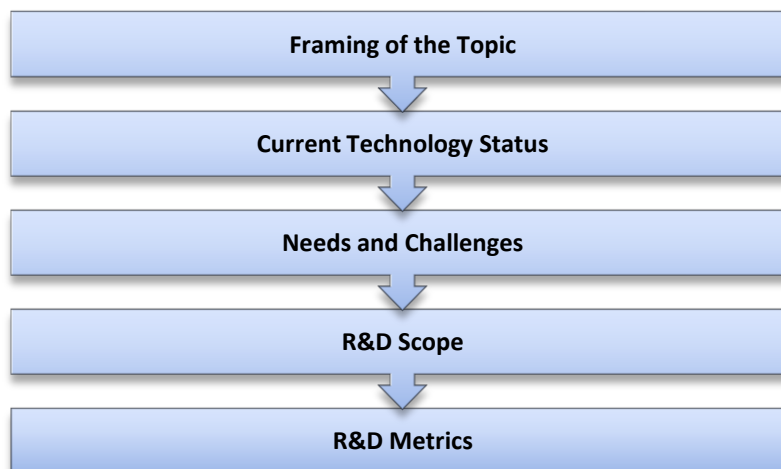 Framing of the Topic
Current Technology Status
Needs and Challenges
R&D Scope
R&D Metrics